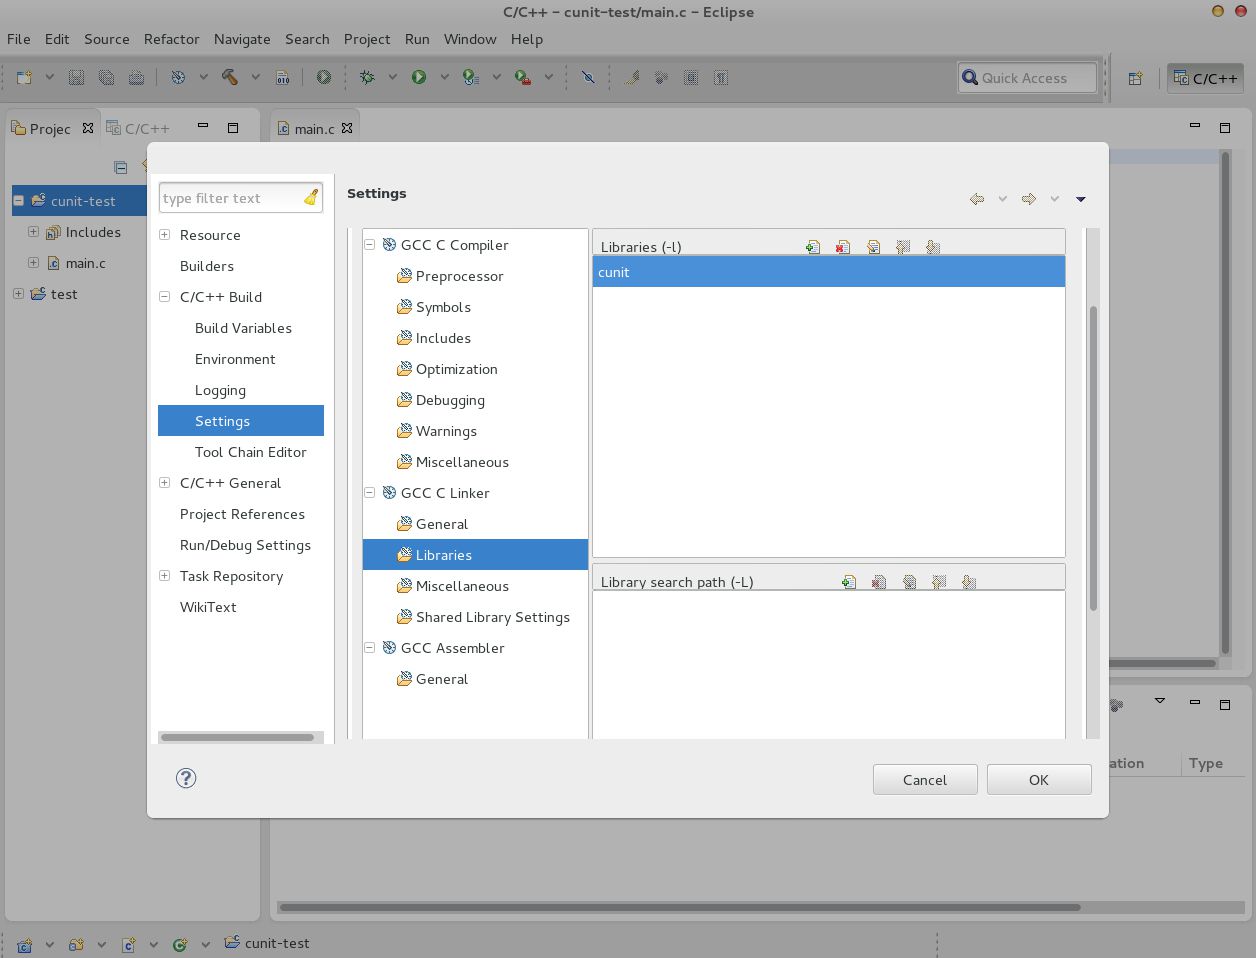 C/C++ - cunit-test/main.c - Eclipse
File Edit Source Refactor Navigate Search Project Run Window Help
010
Quick Access
C/C++
Projec
C/C++
main.c
cunit-test
Includes
main.c
test
type filter text
Resource
Builders
C/C++ Build
Build Variables
Environment
Logging
Settings
Tool Chain Editor
C/C++ General
Project References
Run/Debug Settings
Task Repository
WikiText
Settings
GCC C Compiler
Preprocessor
Symbols
Includes
Optimization
Debugging
Warnings
Miscellaneous
GCC C Linker
General
Libraries
Miscellaneous
Shared Library Settings
GCC Assembler
General
Libraries (-l)
cunit
Library search path (-L)
Cancel OK
ation Type
cunit-test